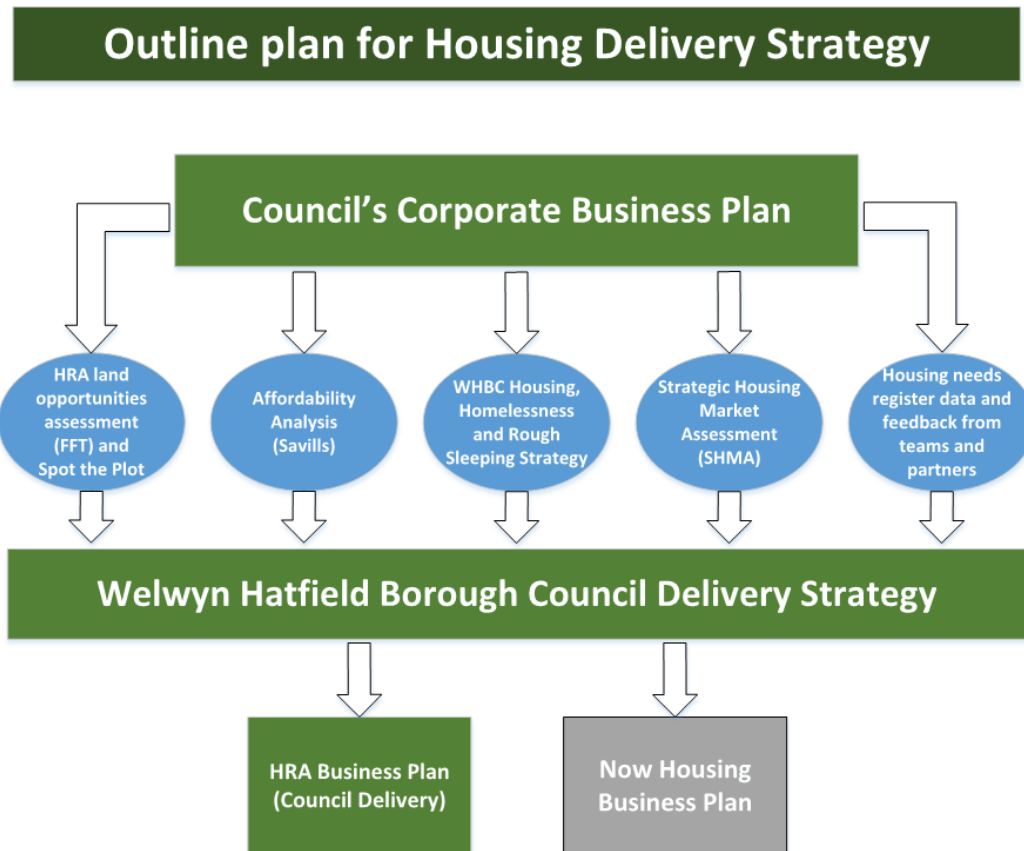 Outline plan for Housing Delivery Strategy
Council's Corporate Business Plan
HRA land
opportunities
assessment
(FFT) and
Spot the Plot
Affordability
Analysis
(Savills)
WHBC Housing,
Homelessness
and Rough
Sleeping Strategy
Strategic Housing
Market
Assessment
(SHMA)
Housing needs
register data and
feedback from
teams and
partners
Welwyn Hatfield Borough Council Delivery Strategy
HRA Business Plan
(Council Delivery)
Now Housing
Business Plan